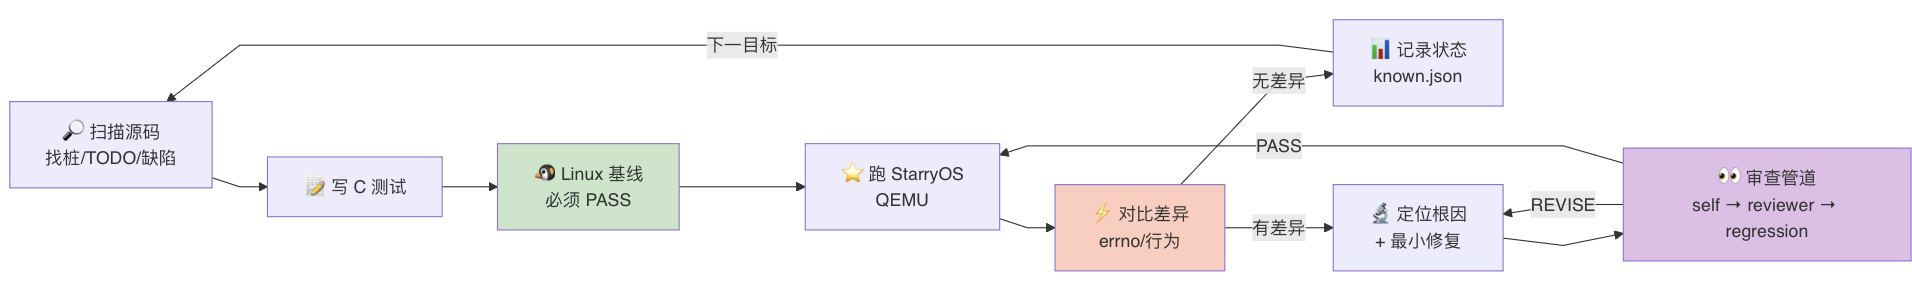 下一目标
🔎 扫描源码
找桩/TODO/缺陷
📝 写 C 测试
🐧 Linux 基线
必须 PASS
⭐ 跑 StarryOS
QEMU
⚡ 对比差异
errno/行为
无差异
📊 记录状态
known.json
有差异
🔬 定位根因
+ 最小修复
PASS
REVISE
👀 审查管道
self → reviewer →
regression